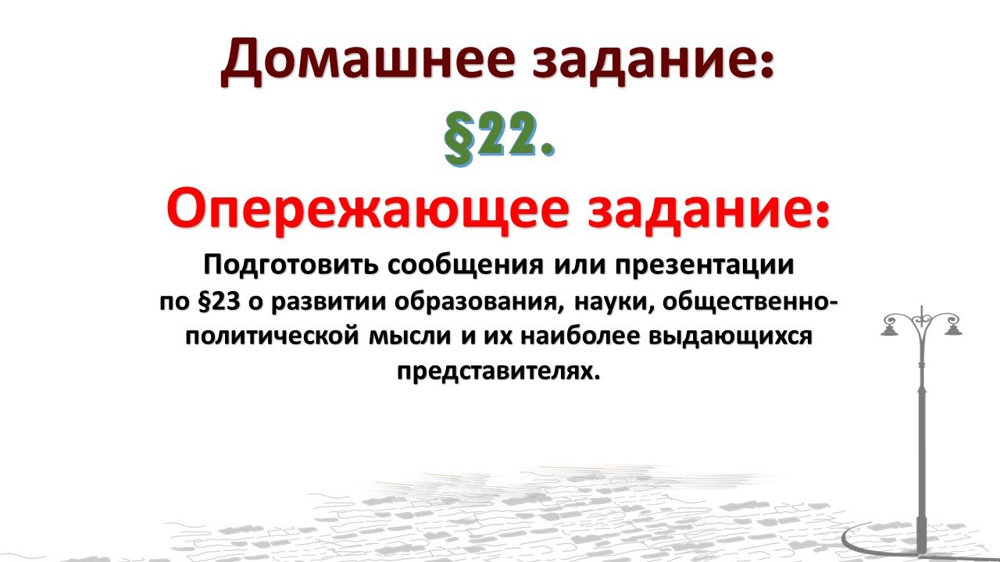 Домашнее задание:
§22.
Опережающее задание:
Подготовить сообщения или презентации
по §23 о развитии образования, науки, общественно-
политической мысли и их наиболее выдающихся
представителях.